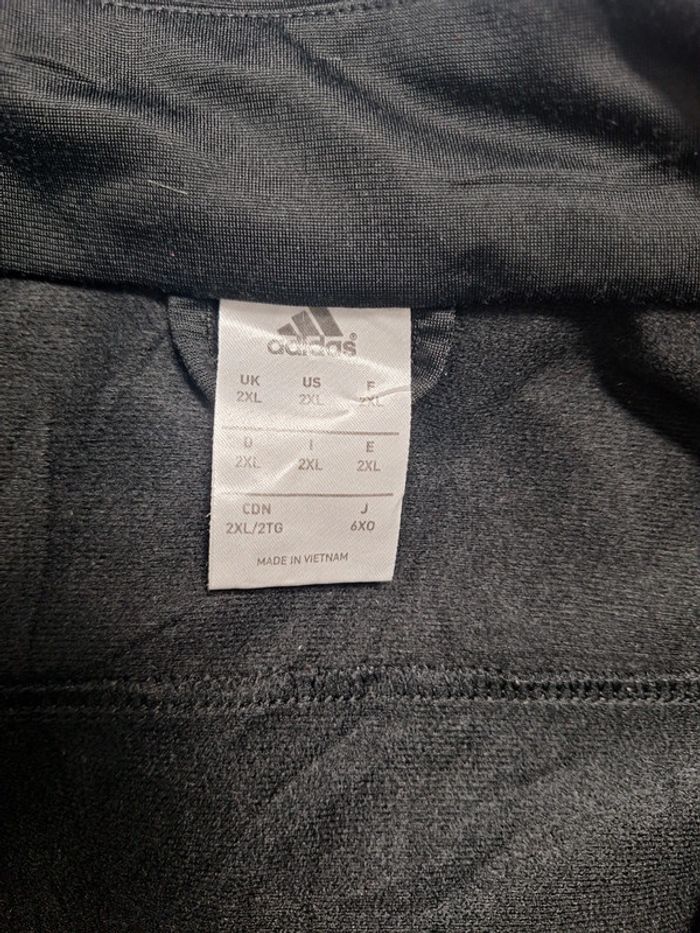 adidas®
UK US F
2XL 2XL 2XL
D I E
2XL 2XL 2XL
CDN J
2XL/2TG 6XO
MADE IN VIETNAM